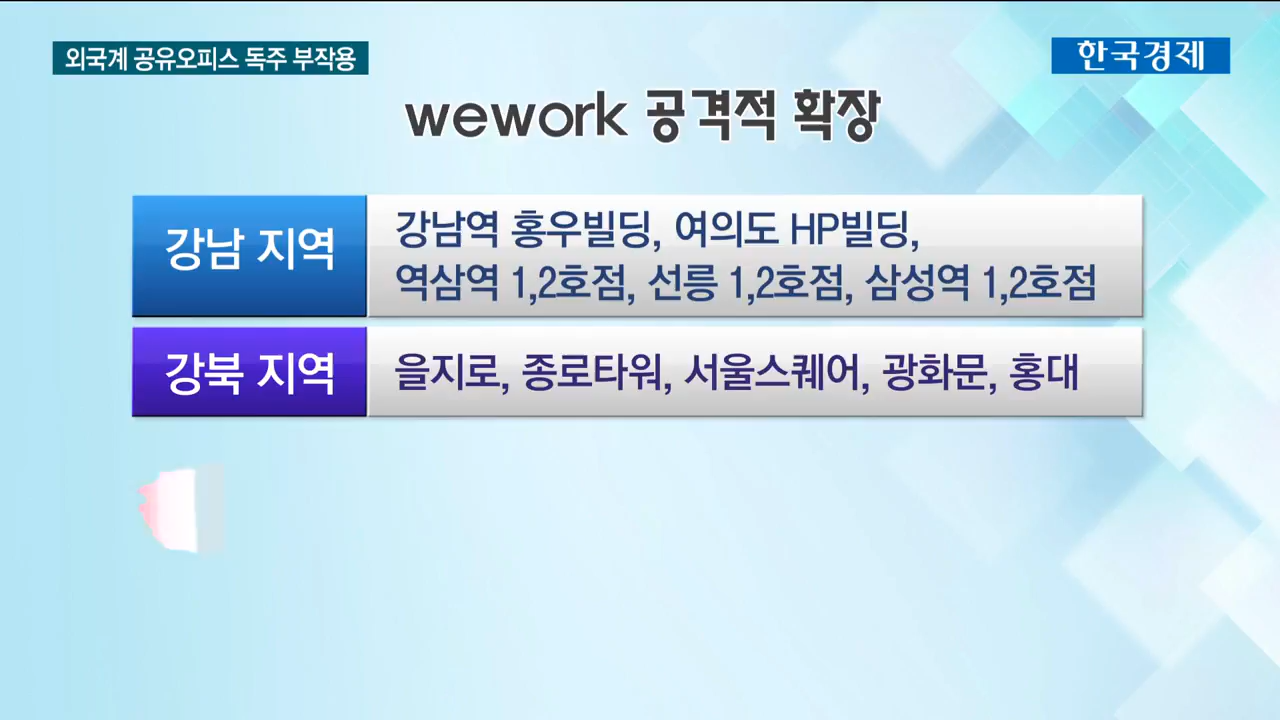 외국계 공유오피스 독주 부작용
한국경제
wework 공격적 확장
강남 지역
강남역 홍우빌딩, 여의도 HP빌딩,
역삼역 1,2호점, 선릉 1,2호점, 삼성역 1,2호점
강북 지역
을지로, 종로타워, 서울스퀘어, 광화문, 홍대